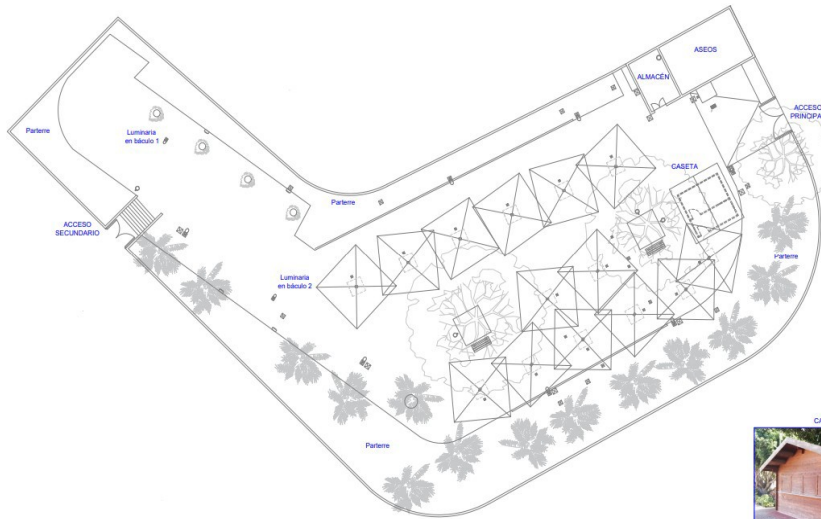 ASEOS
ALMACÉN
ACCESO
PRINCIPA
Parterre
Luminaria
en báculo 1
CASETA
Parterre
ACCESO
SECUNDARIO
Parterre
Luminaria
en báculo 2
Parterre
CA